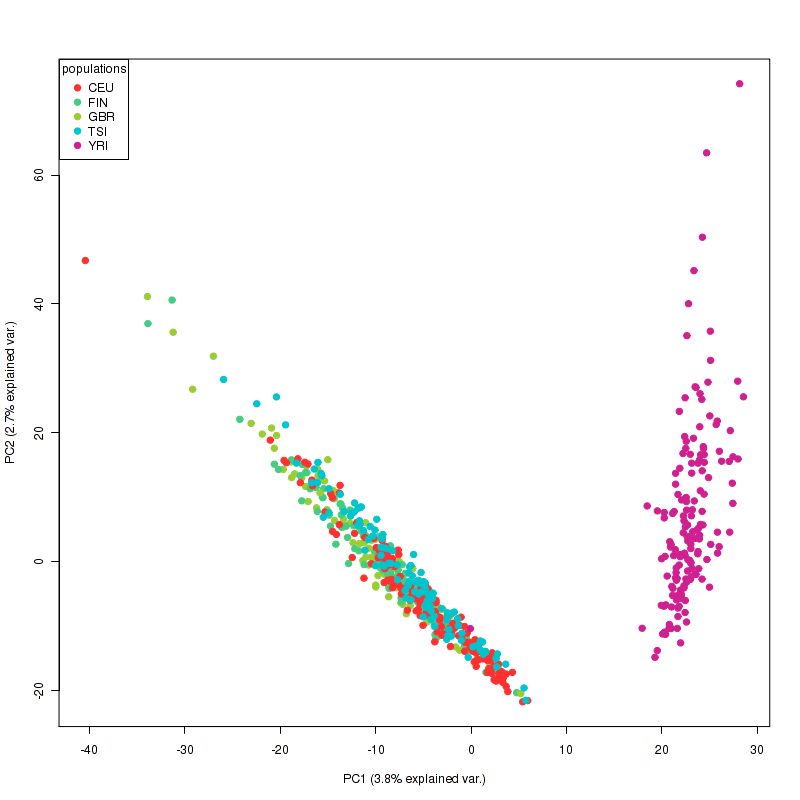 populations
CEU
FIN
GBR
TSI
YRI
PC2 (2.7% explained var.)
60
40
20
0
-20
-40 -30 -20 -10 0 10 20 30
PC1 (3.8% explained var.)